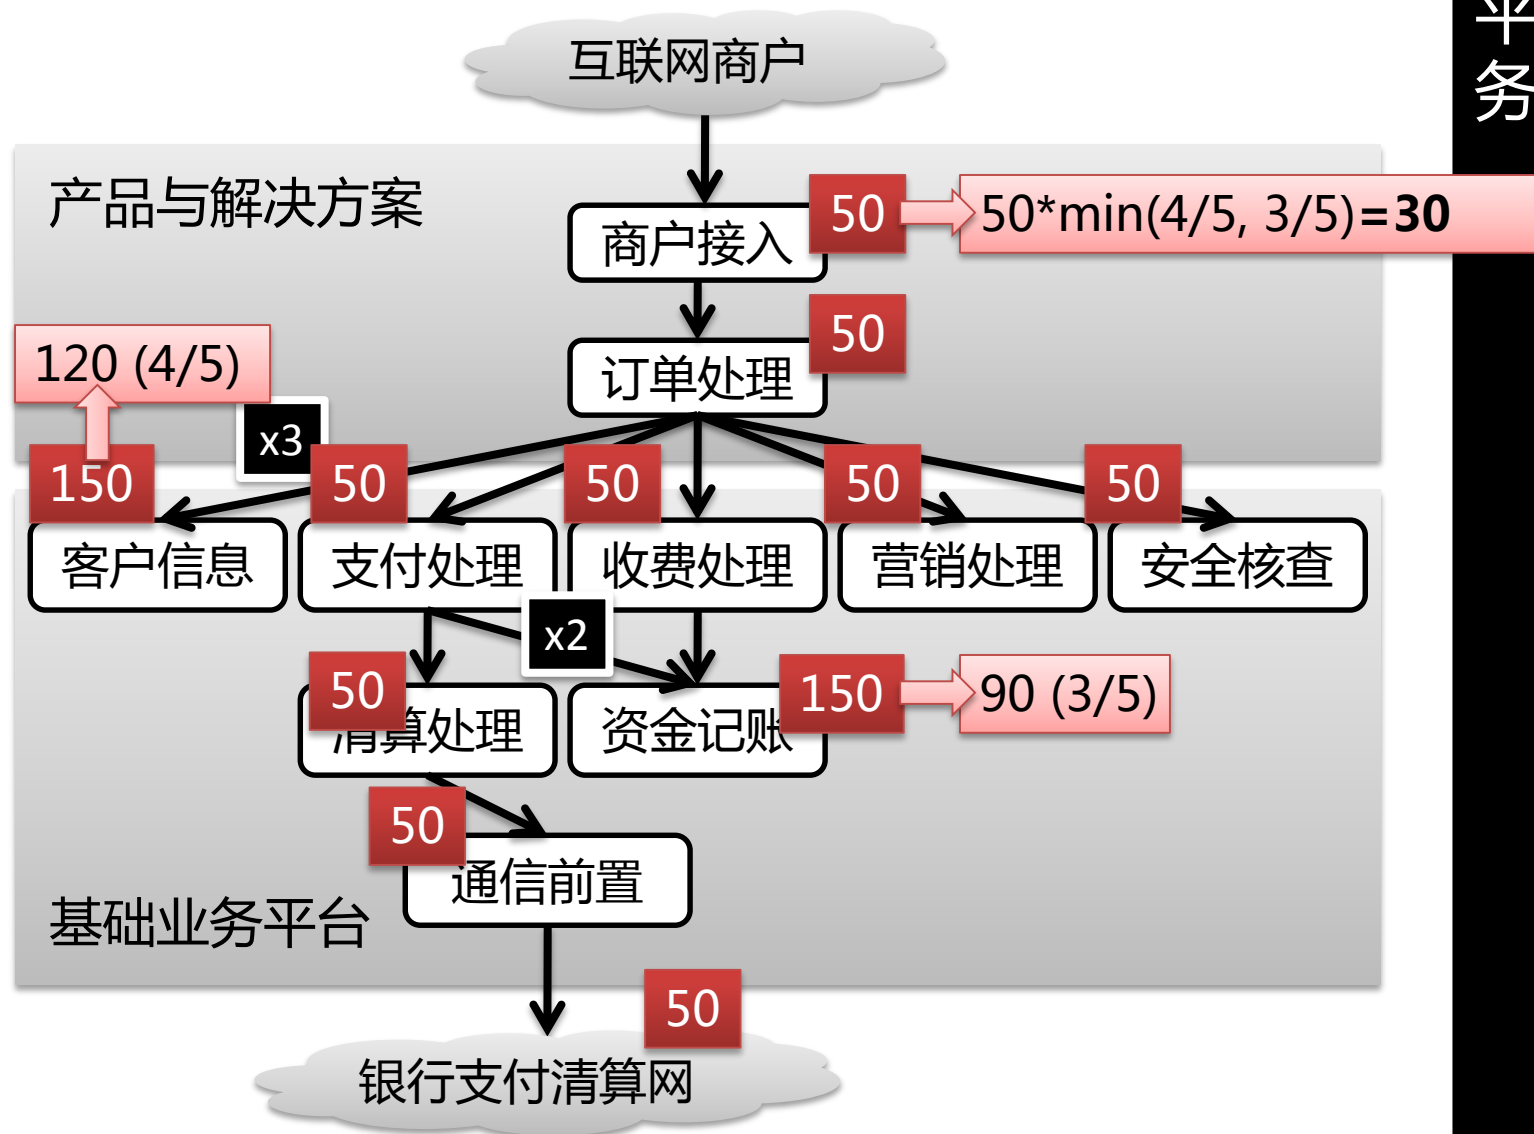 平
务
互联网商户
产品与解决方案
50
50*min(4/5, 3/5)=30
商户接入
50
订单处理
120 (4/5)
x3
150
50
50
50
50
客户信息
支付处理
收费处理
营销处理
安全核查
x2
50
150
90 (3/5)
清算处理
资金记账
50
通信前置
基础业务平台
50
银行支付清算网